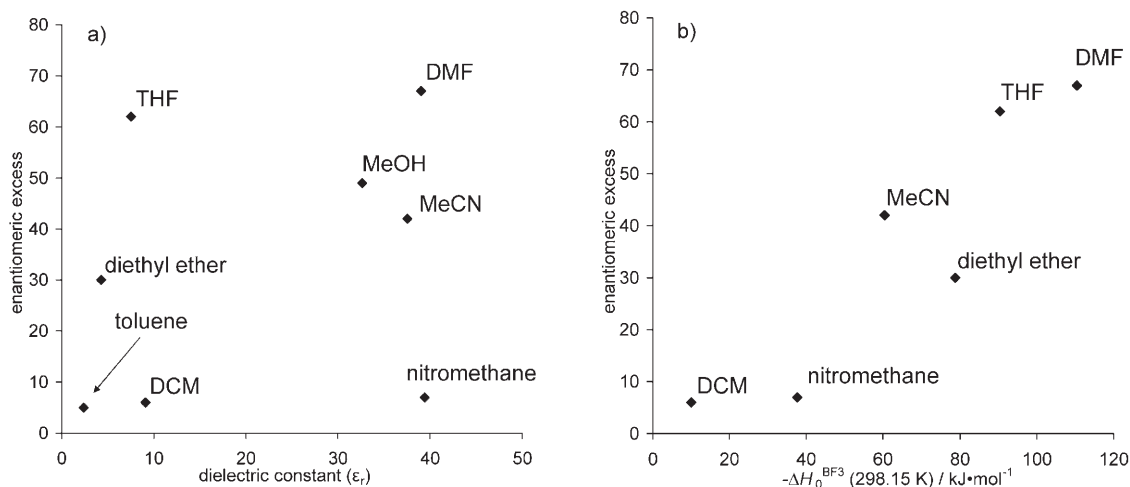 a)
80
70
60
50
40
30
20
10
0
enantiomeric excess
THF
DMF
MeOH
MeCN
diethyl ether
toluene
DCM
nitromethane
0 10 20 30 40 50
dielectric constant (εr)
b)
80
70
60
50
40
30
20
10
0
enantiomeric excess
DMF
THF
MeCN
diethyl ether
DCM
nitromethane
0 20 40 60 80 100 120
-ΔH0^BF3 (298.15 K) / kJ•mol⁻¹